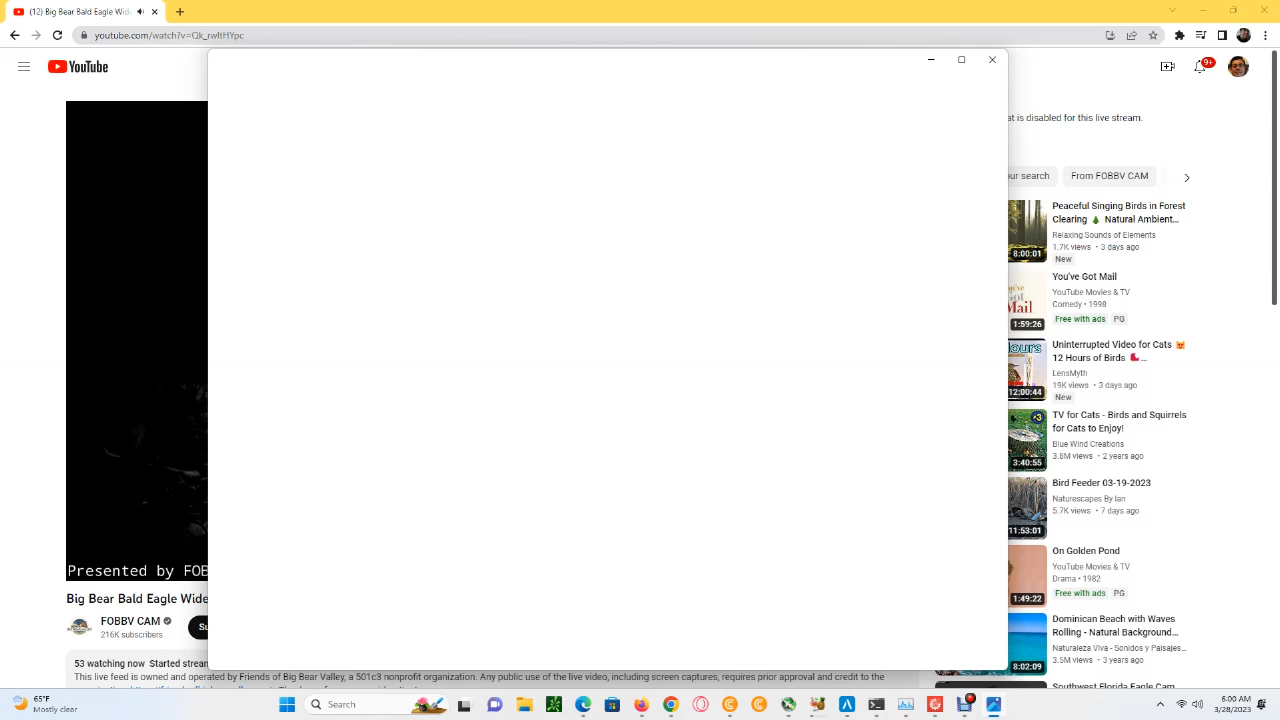 (12) Big Bear Bald Eagle Wide
youtube.com/watch?v=Qk_rwItHYpc
YouTube
9+
at is disabled for this live stream.
our search
From FOBBV CAM
Peaceful Singing Birds in Forest
Clearing 🌲 Natural Ambient...
Relaxing Sounds of Elements
1.7K views • 3 days ago
New
8:00:01
You've Got Mail
YouTube Movies & TV
Comedy • 1998
Free with ads PG
Mail
1:59:26
Uninterrupted Video for Cats 😺
12 Hours of Birds 🐦...
LensMyth
19K views • 3 days ago
New
12:00:44
TV for Cats - Birds and Squirrels
for Cats to Enjoy!
Blue Wind Creations
3.8M views • 2 years ago
3:40:55
Bird Feeder 03-19-2023
Naturescapes By Ian
5.7K views • 7 days ago
11:53:01
On Golden Pond
YouTube Movies & TV
Drama • 1982
Free with ads PG
1:49:22
Dominican Beach with Waves
Rolling - Natural Background...
Naturaleza Viva - Sonidos y Paisajes...
3.5M views • 3 years ago
8:02:09
Southwest Florida Eagle Cam
Presented by FOB
Big Bear Bald Eagle Wide
FOBBV CAM
216K subscribers
Su
53 watching now Started strean
This live feed is owned and operated by Friends of Big Bear Valley, a 501c3 nonprofit organization. Any public use of these videos, including screenshots, requires approval and credit to the
65°F
Mostly clear
Search
6:00 AM
3/28/2023